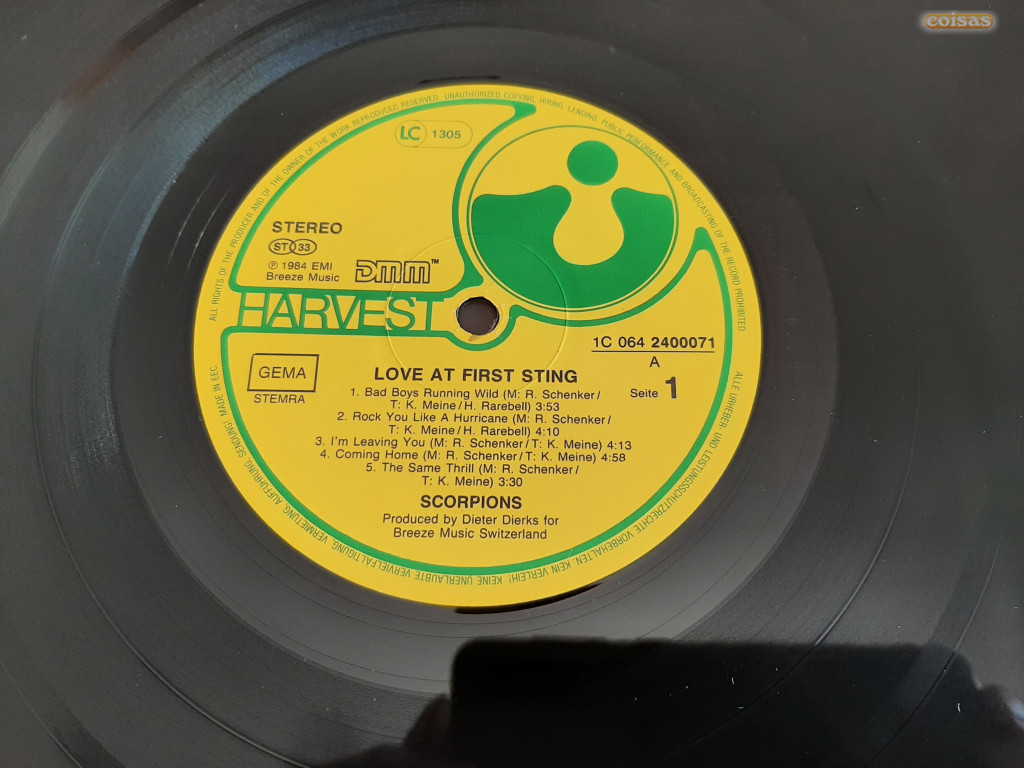 coisas
ALL RIGHTS OF THE PRODUCER AND OF THE OWNER OF THE WORK REPRODUCED RESERVED. UNAUTHORIZED COPYING, HIRING, LENDING, PUBLIC PERFORMANCE AND BROADCASTING OF THE RECORD PROHIBITED.
LC 1305
STEREO
ST 33
℗ 1984 EMI
Breeze Music
DMM™
HARVEST
1C 064 2400071
A
Seite 1
GEMA
STEMRA
LOVE AT FIRST STING
1. Bad Boys Running Wild (M: R. Schenker/
T: K. Meine/H. Rarebell) 3:53
2. Rock You Like A Hurricane (M: R. Schenker/
T: K. Meine/H. Rarebell) 4:10
3. I'm Leaving You (M: R. Schenker/T: K. Meine) 4:13
4. Coming Home (M: R. Schenker/T: K. Meine) 4:58
5. The Same Thrill (M: R. Schenker/
T: K. Meine) 3:30
SCORPIONS
Produced by Dieter Dierks for
Breeze Music Switzerland
ALLE URHEBER- UND LEISTUNGSSCHUTZRECHTE VORBEHALTEN. KEIN VERLEIH! KEINE UNERLAUBTE VERVIELFÄLTIGUNG, VERMIETUNG, AUFFÜHRUNG, SENDUNG! MADE IN EEC.